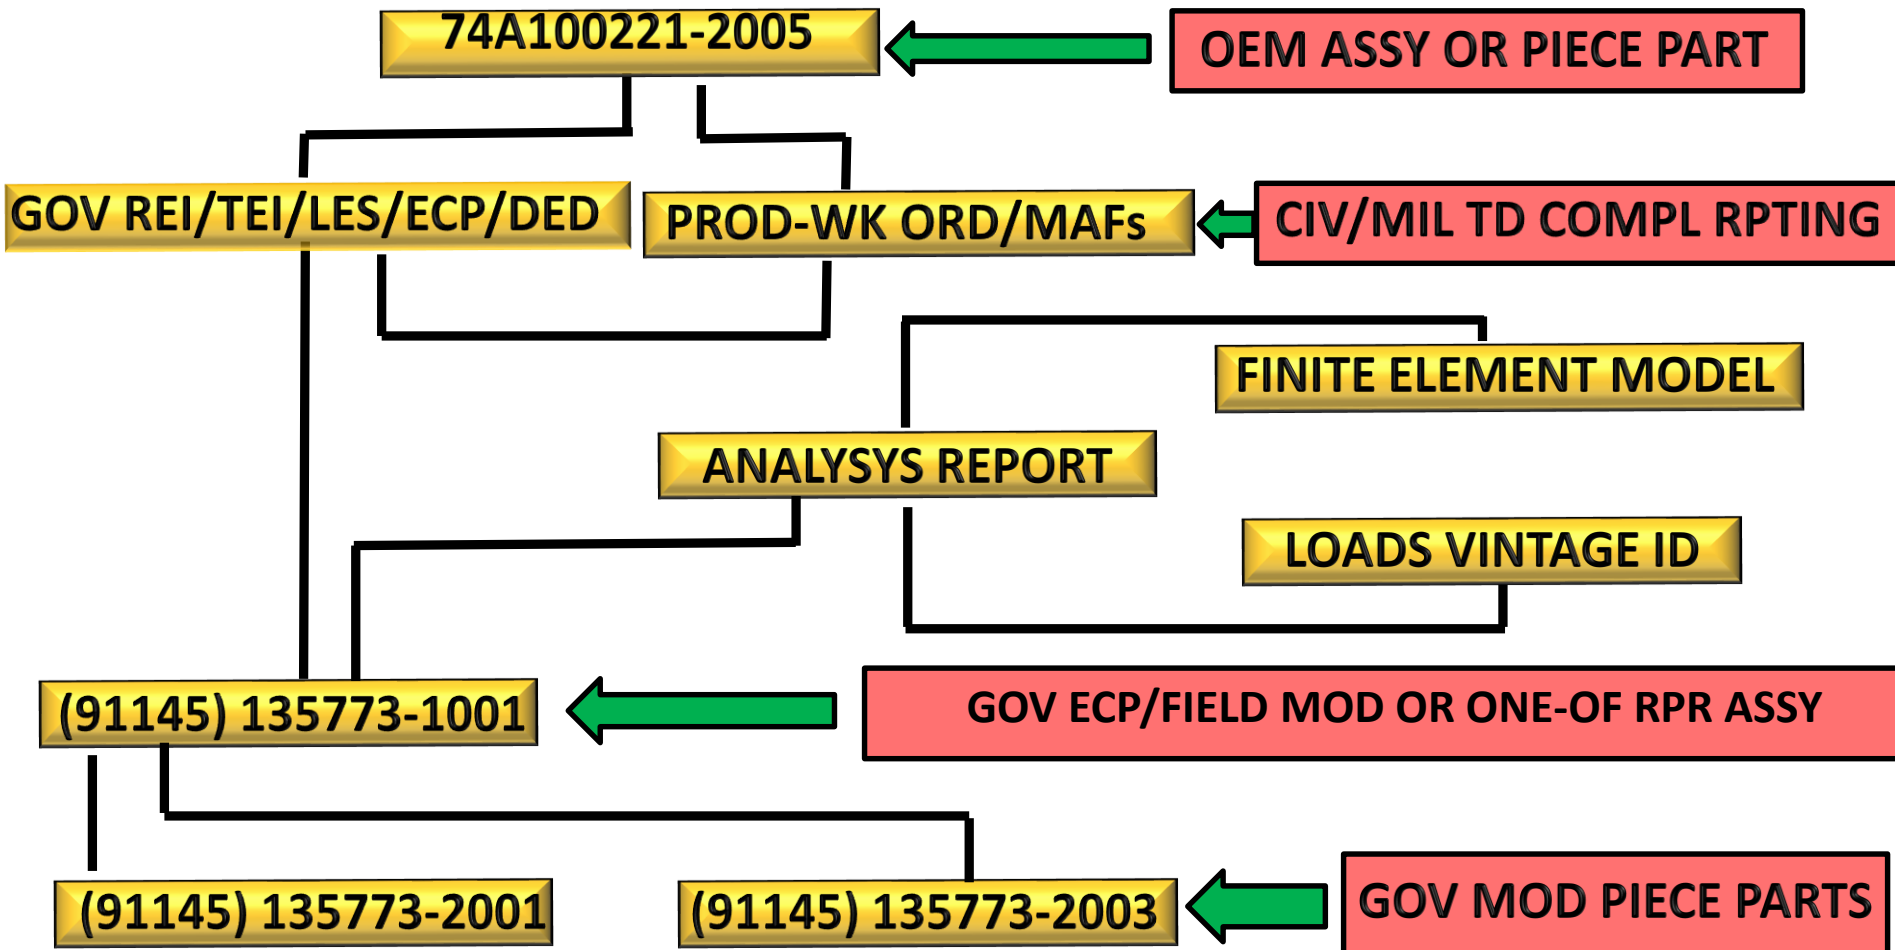 74A100221-2005
OEM ASSY OR PIECE PART
GOV REI/TEI/LES/ECP/DED
PROD-WK ORD/MAFs
CIV/MIL TD COMPL RPTING
FINITE ELEMENT MODEL
ANALYSYS REPORT
LOADS VINTAGE ID
(91145) 135773-1001
GOV ECP/FIELD MOD OR ONE-OF RPR ASSY
(91145) 135773-2001
(91145) 135773-2003
GOV MOD PIECE PARTS